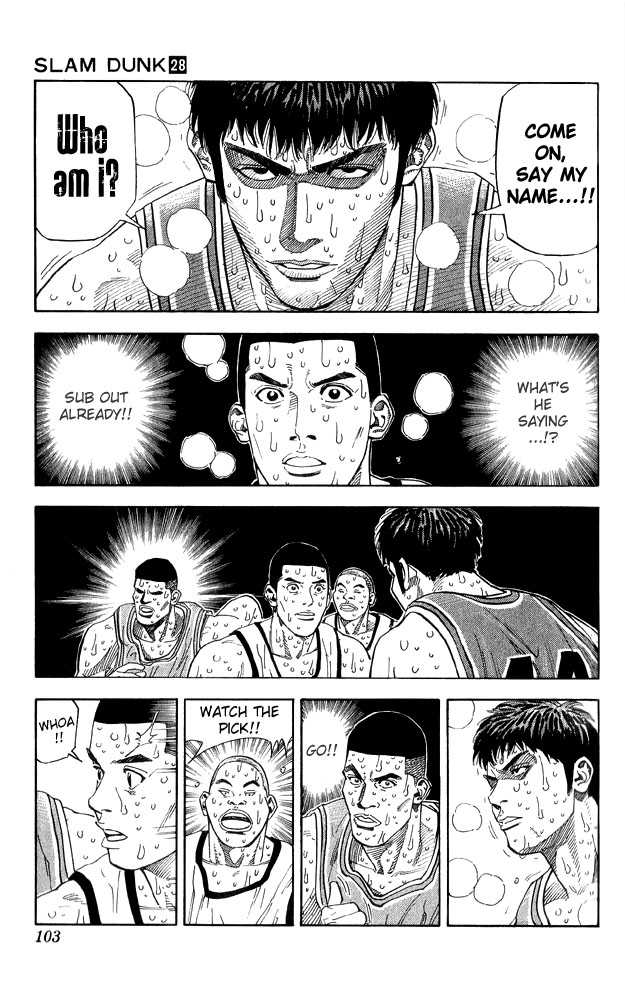 SLAM DUNK 28
Who
am i?
COME
ON,
SAY MY
NAME...!!
SUB OUT
ALREADY!!
WHAT'S
HE
SAYING
...!?
WHOA
!!
WATCH THE
PICK!!
GO!!
103